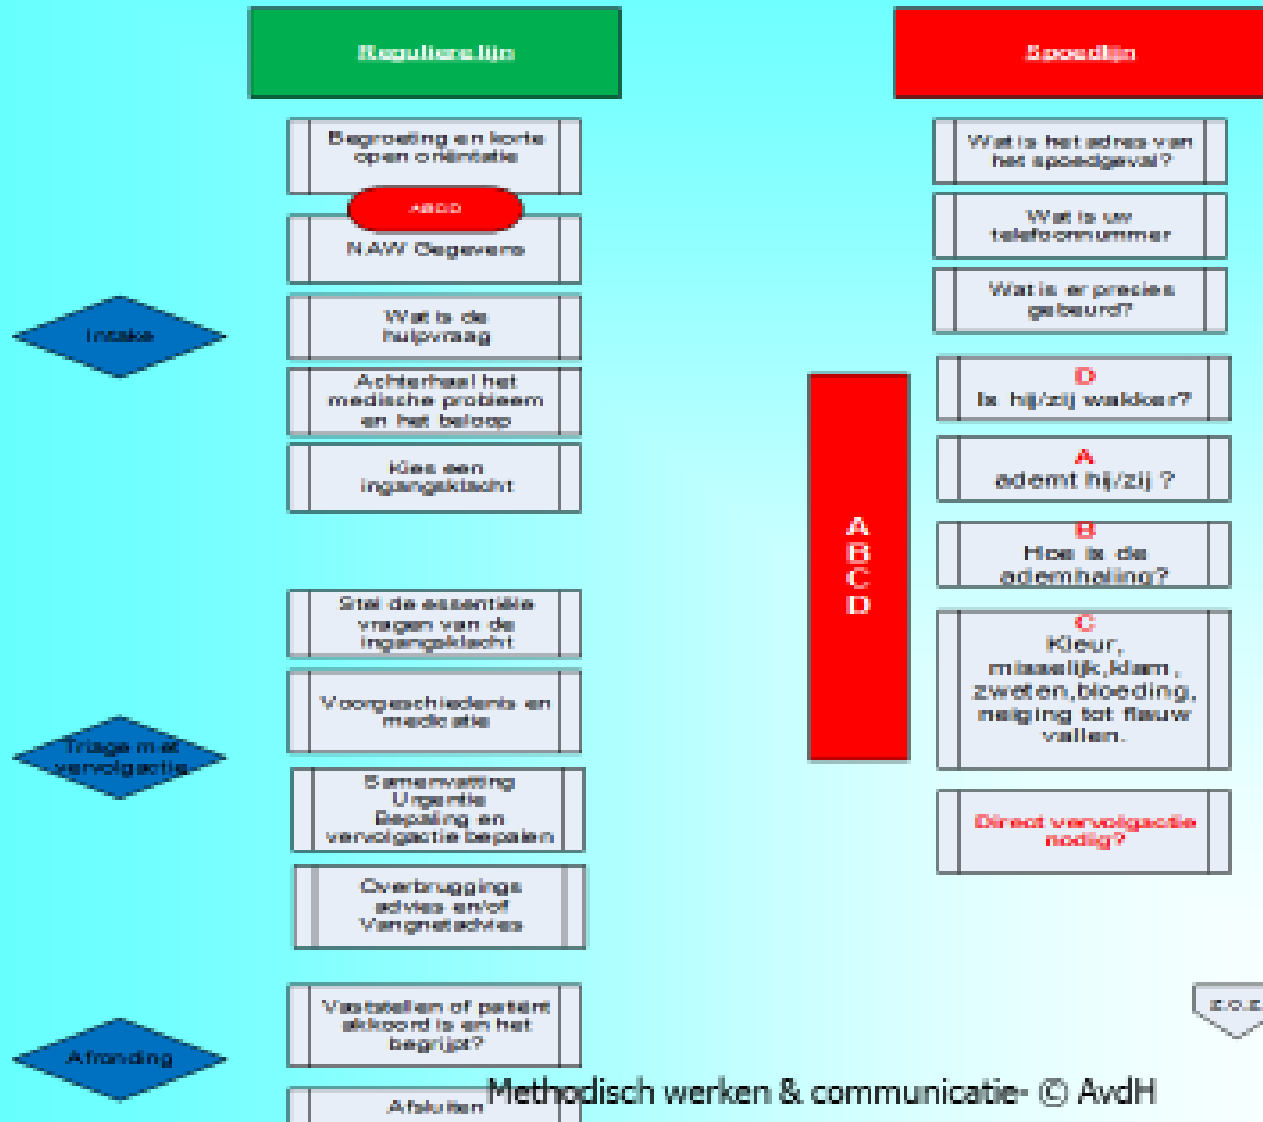 Reguliere lijn
Begroeting en korte
open oriëntatie
ABCD
NAW Gegevens
Intake
Wat is de
hulpvraag
Achterhaal het
medische probleem
en het beloop
Kies een
ingangsklacht
Stel de essentiële
vragen van de
ingangsklacht
Voorgeschiedenis en
medicatie
Triage met
vervolgactie
Samenvatting
Urgentie
Bepaling en
vervolgactie bepalen
Overbruggings
advies en/of
Vangnetadvies
Vaststellen of patiënt
akkoord is en het
begrijpt?
Afronding
Afsluiten
Spoedlijn
Wat is het adres van
het spoedgeval?
Wat is uw
telefoonnummer
Wat is er precies
gebeurd?
A
B
C
D
D
Is hij/zij wakker?
A
ademt hij/zij ?
B
Hoe is de
ademhaling?
C
Kleur,
misselijk,klam,
zweten,bloeding,
neiging tot flauw
vallen.
Direct vervolgactie
nodig?
Methodisch werken & communicatie- © AvdH